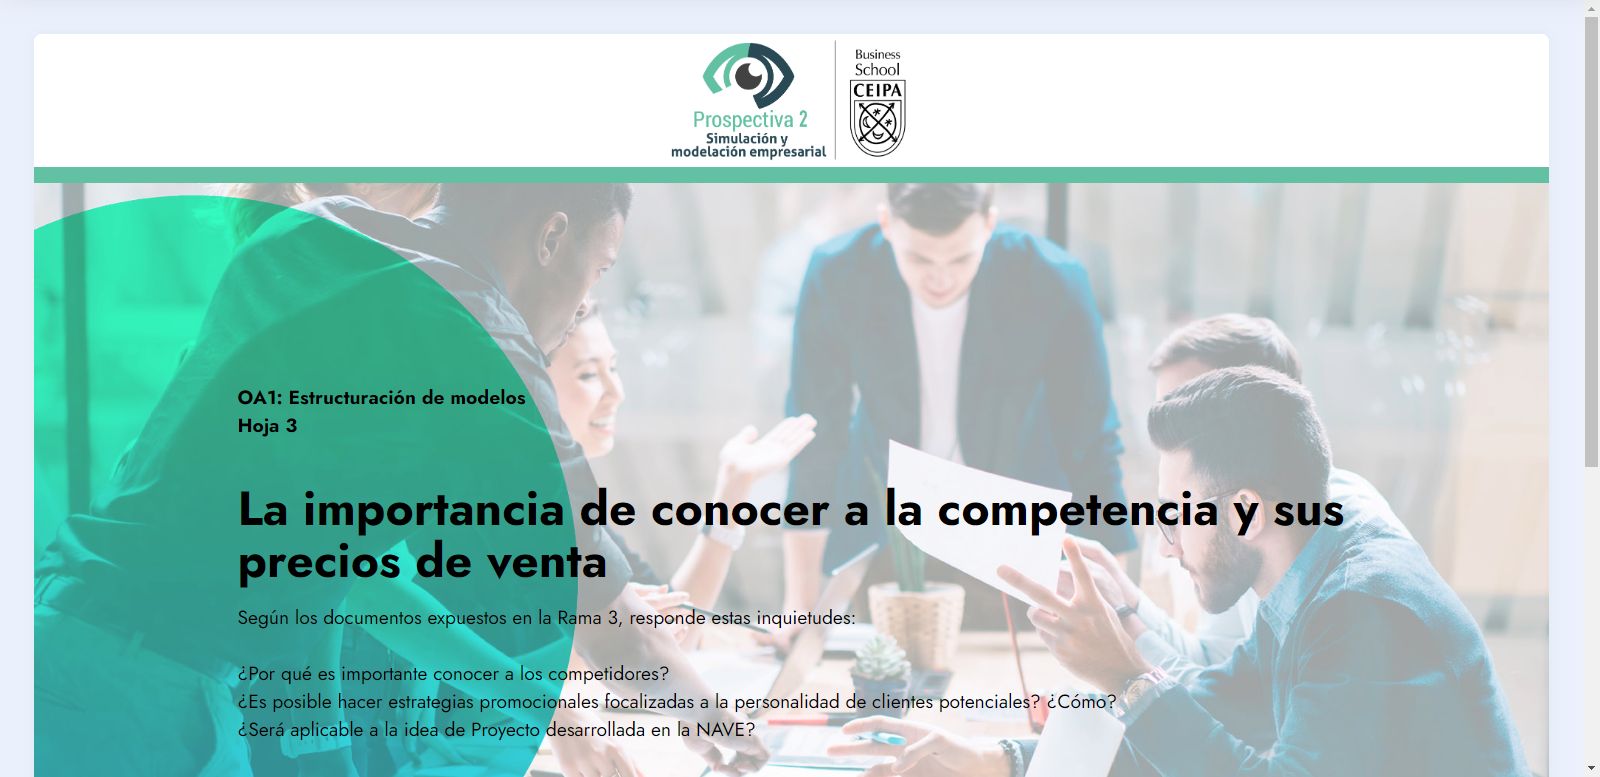 Prospectiva 2
Simulación y
modelación empresarial
Business
School
CEIPA
OA1: Estructuración de modelos
Hoja 3
La importancia de conocer a la competencia y sus
precios de venta
Según los documentos expuestos en la Rama 3, responde estas inquietudes:
¿Por qué es importante conocer a los competidores?
¿Es posible hacer estrategias promocionales focalizadas a la personalidad de clientes potenciales? ¿Cómo?
¿Será aplicable a la idea de Proyecto desarrollada en la NAVE?